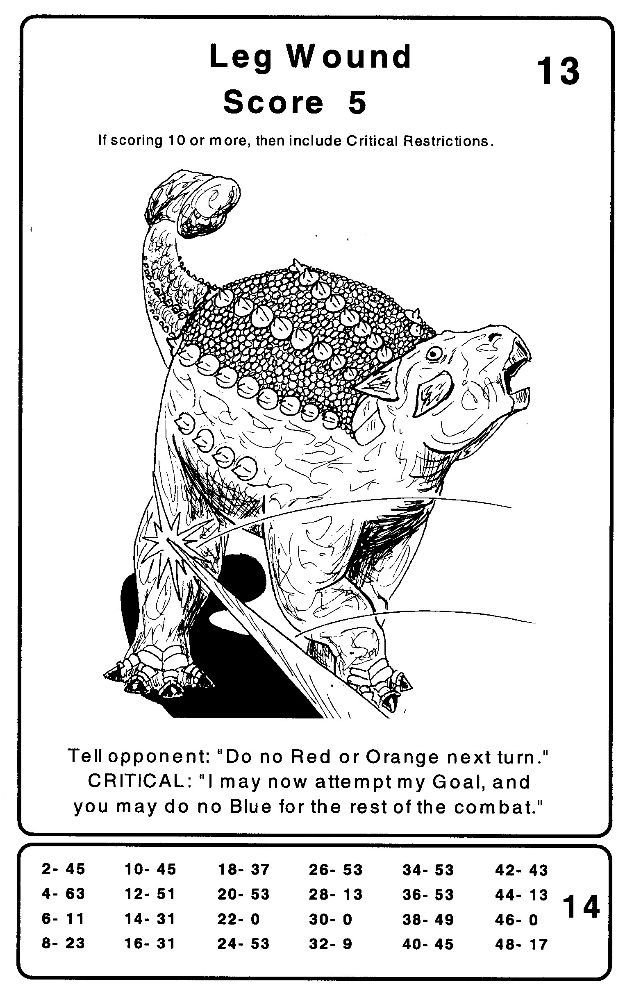 Leg Wound
13
Score 5
If scoring 10 or more, then include Critical Restrictions.
Tell opponent: "Do no Red or Orange next turn."
CRITICAL: "I may now attempt my Goal, and
you may do no Blue for the rest of the combat."
2- 45 10- 45 18- 37 26- 53 34- 53 42- 43
4- 63 12- 51 20- 53 28- 13 36- 53 44- 13
14
6- 11 14- 31 22- 0 30- 0 38- 49 46- 0
8- 23 16- 31 24- 53 32- 9 40- 45 48- 17